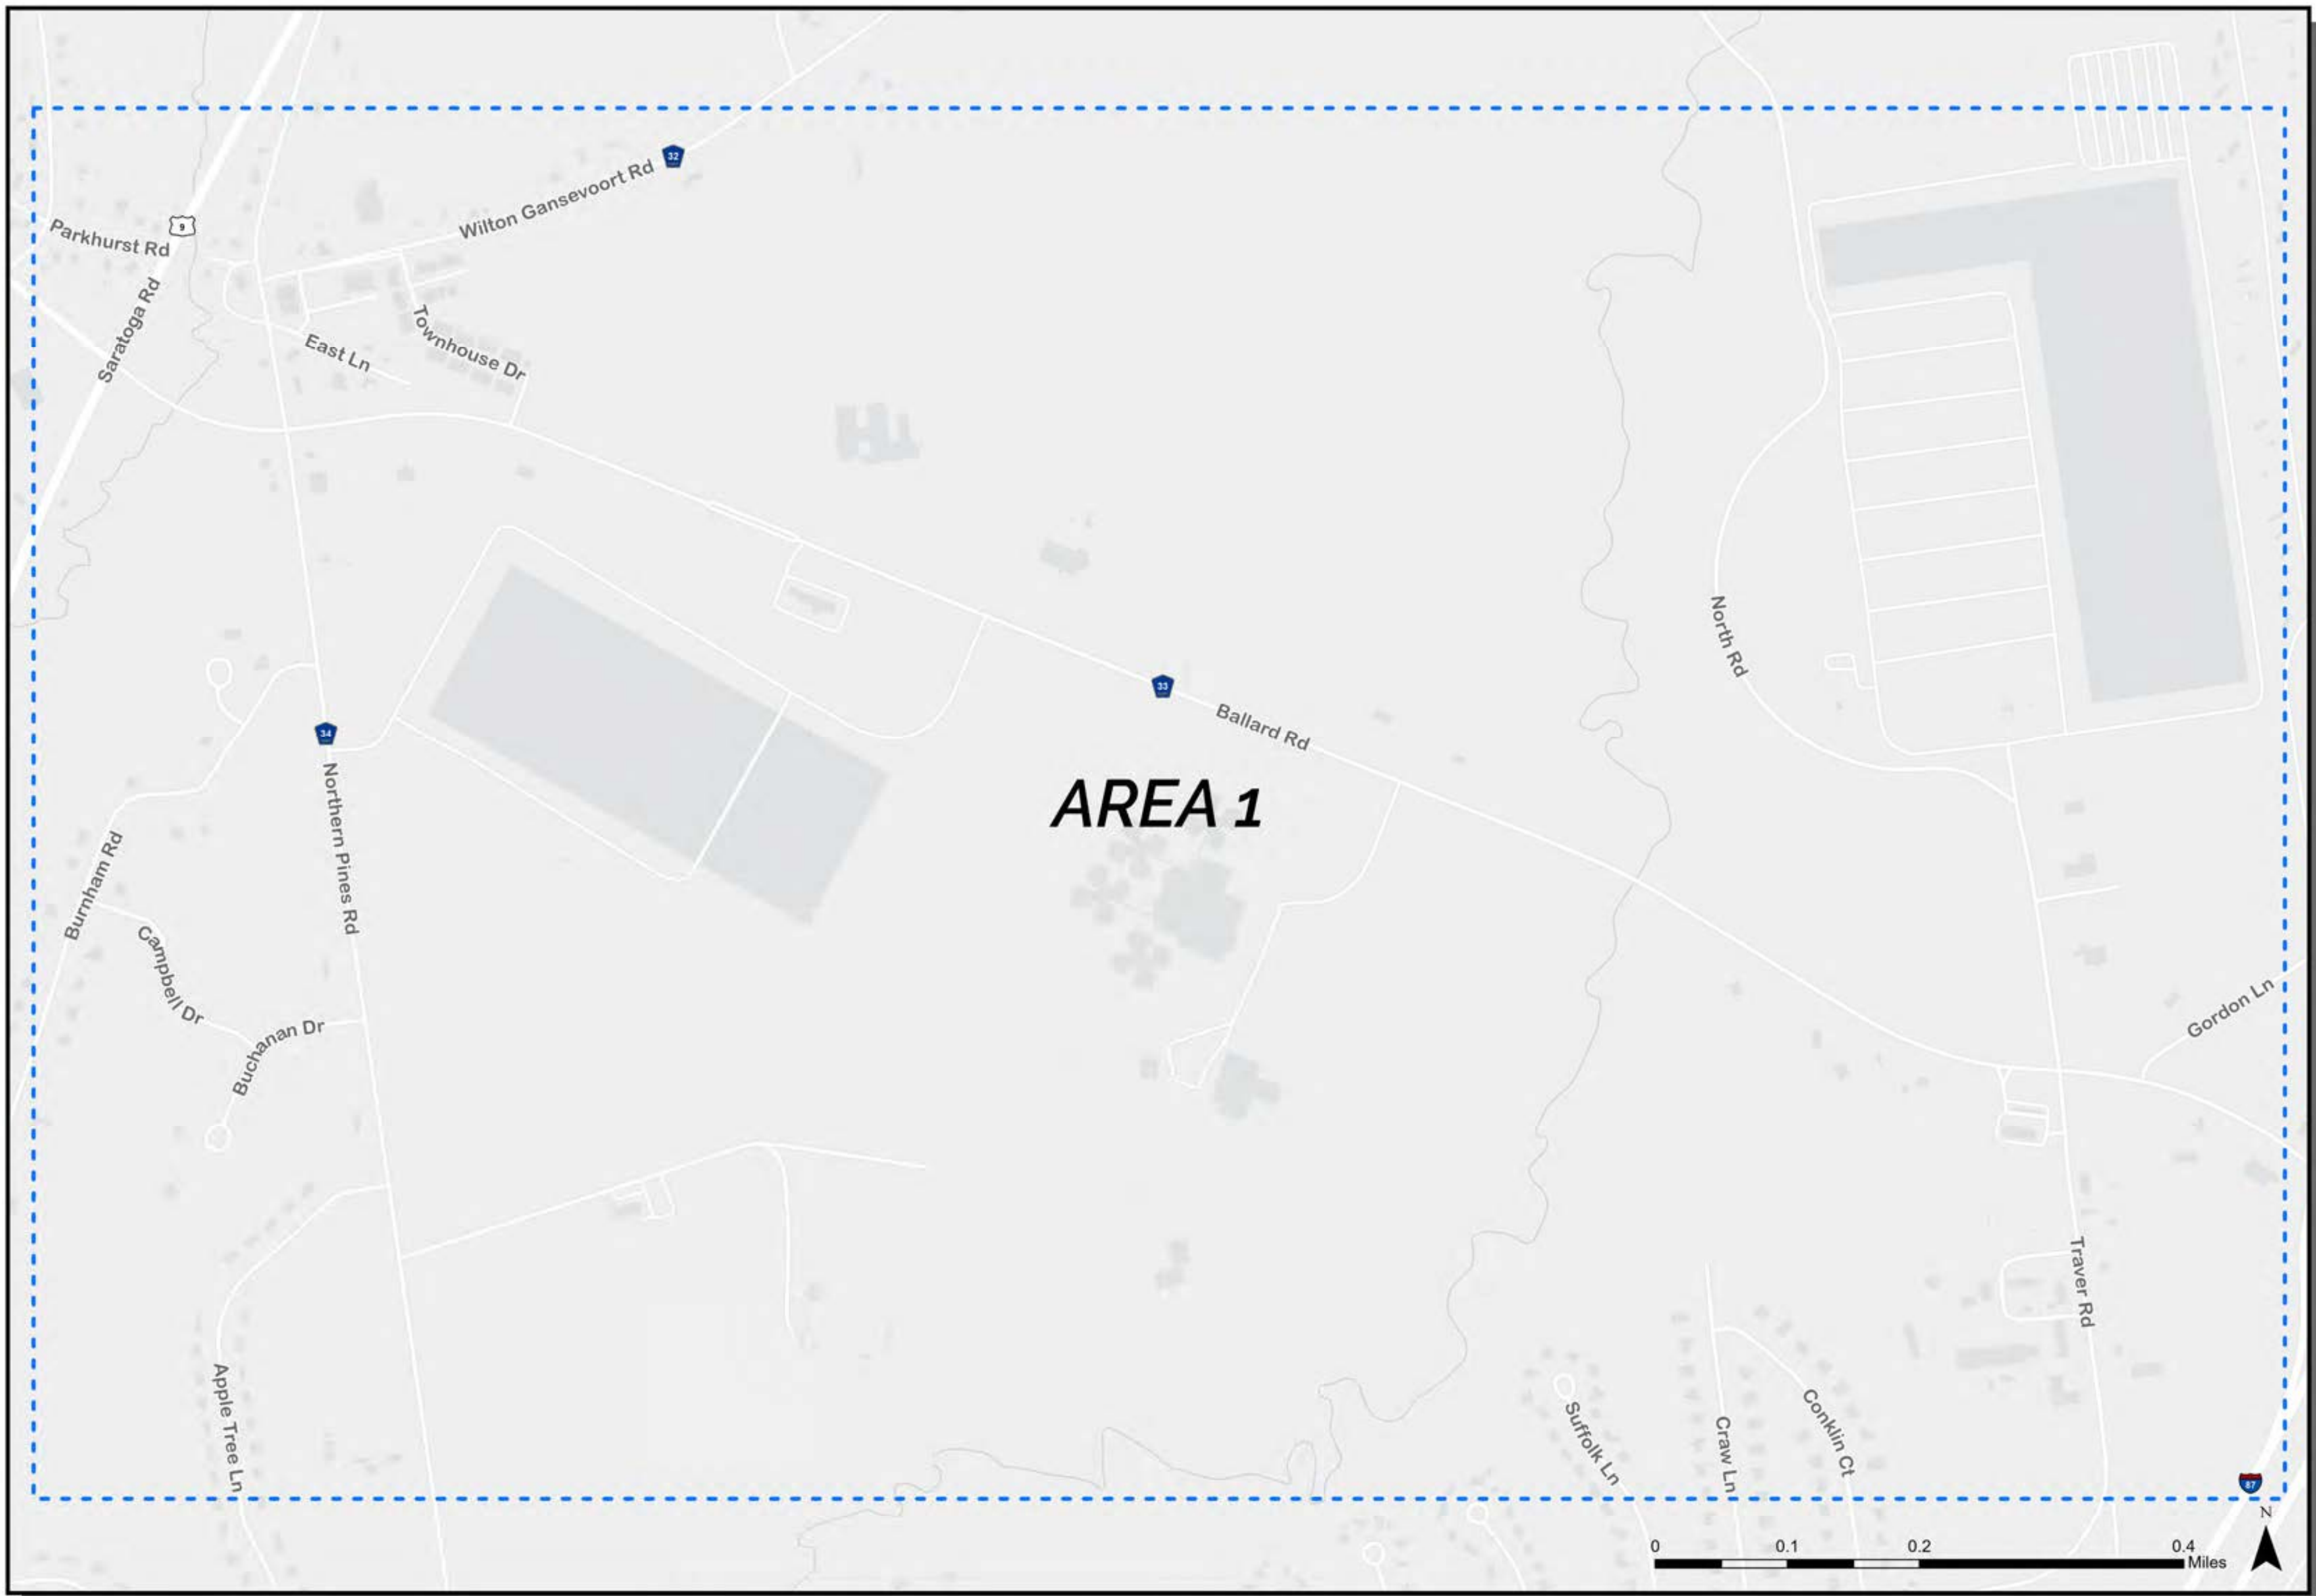 32
Wilton Gansevoort Rd
9
Parkhurst Rd
Saratoga Rd
East Ln
Townhouse Dr
North Rd
33
Ballard Rd
34
Northern Pines Rd
AREA 1
Burnham Rd
Campbell Dr
Buchanan Dr
Gordon Ln
Traver Rd
Apple Tree Ln
Suffolk Ln
Craw Ln
Conklin Ct
87
N
0 0.1 0.2 0.4
Miles